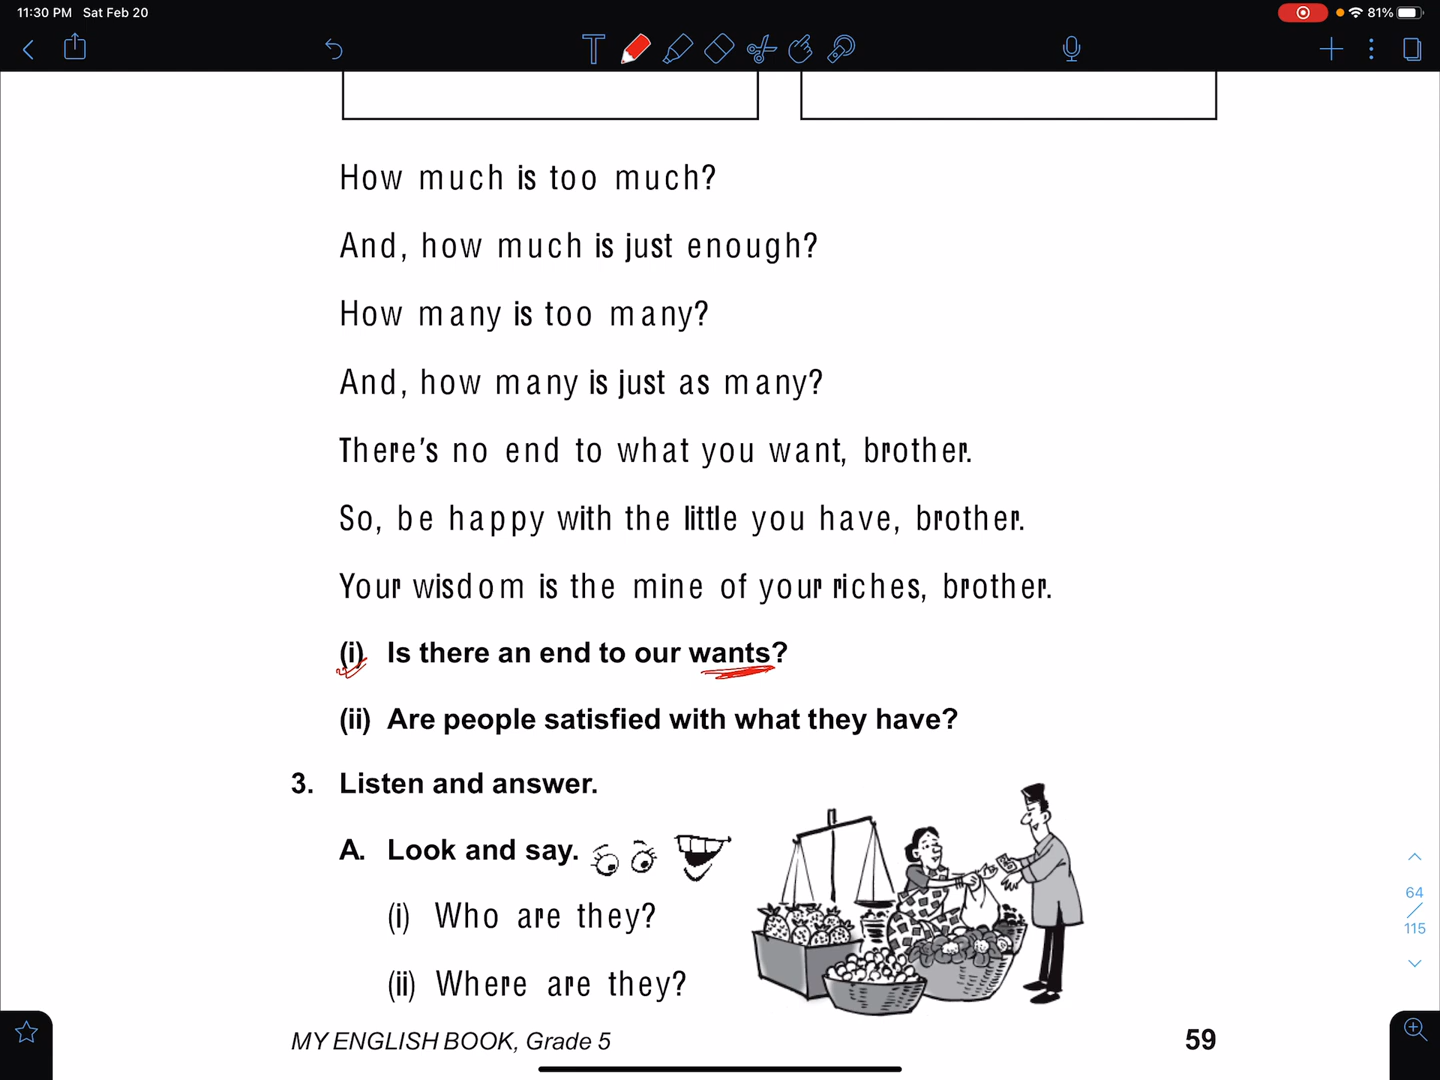 11:30 PM Sat Feb 20
81%
How much is too much?
And, how much is just enough?
How many is too many?
And, how many is just as many?
There's no end to what you want, brother.
So, be happy with the little you have, brother.
Your wisdom is the mine of your riches, brother.
(i) Is there an end to our wants?
(ii) Are people satisfied with what they have?
3. Listen and answer.
A. Look and say.
(i) Who are they?
(ii) Where are they?
64
115
MY ENGLISH BOOK, Grade 5
59